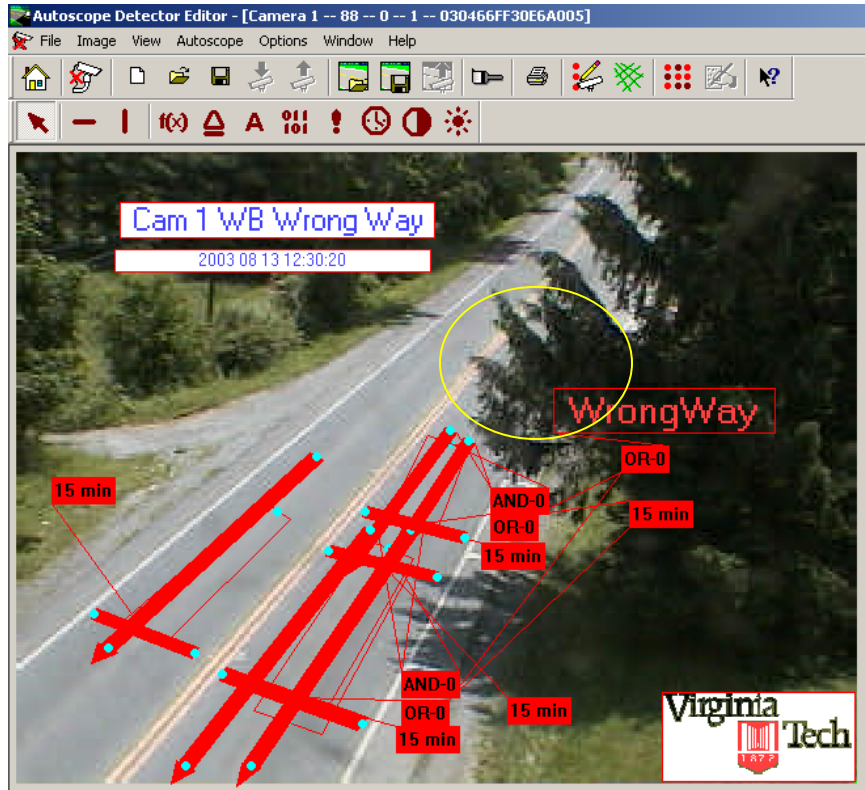 Autoscope Detector Editor - [Camera 1 -- 88 -- 0 -- 1 -- 030466FF30E6A005]
File Image View Autoscope Options Window Help
f(x) A 011 101 !
Cam 1 WB Wrong Way
2003 08 13 12:30:20
WrongWay
OR-0
15 min
AND-0
15 min
OR-0
15 min
AND-0
OR-0
15 min
15 min
Virginia
Tech
1872